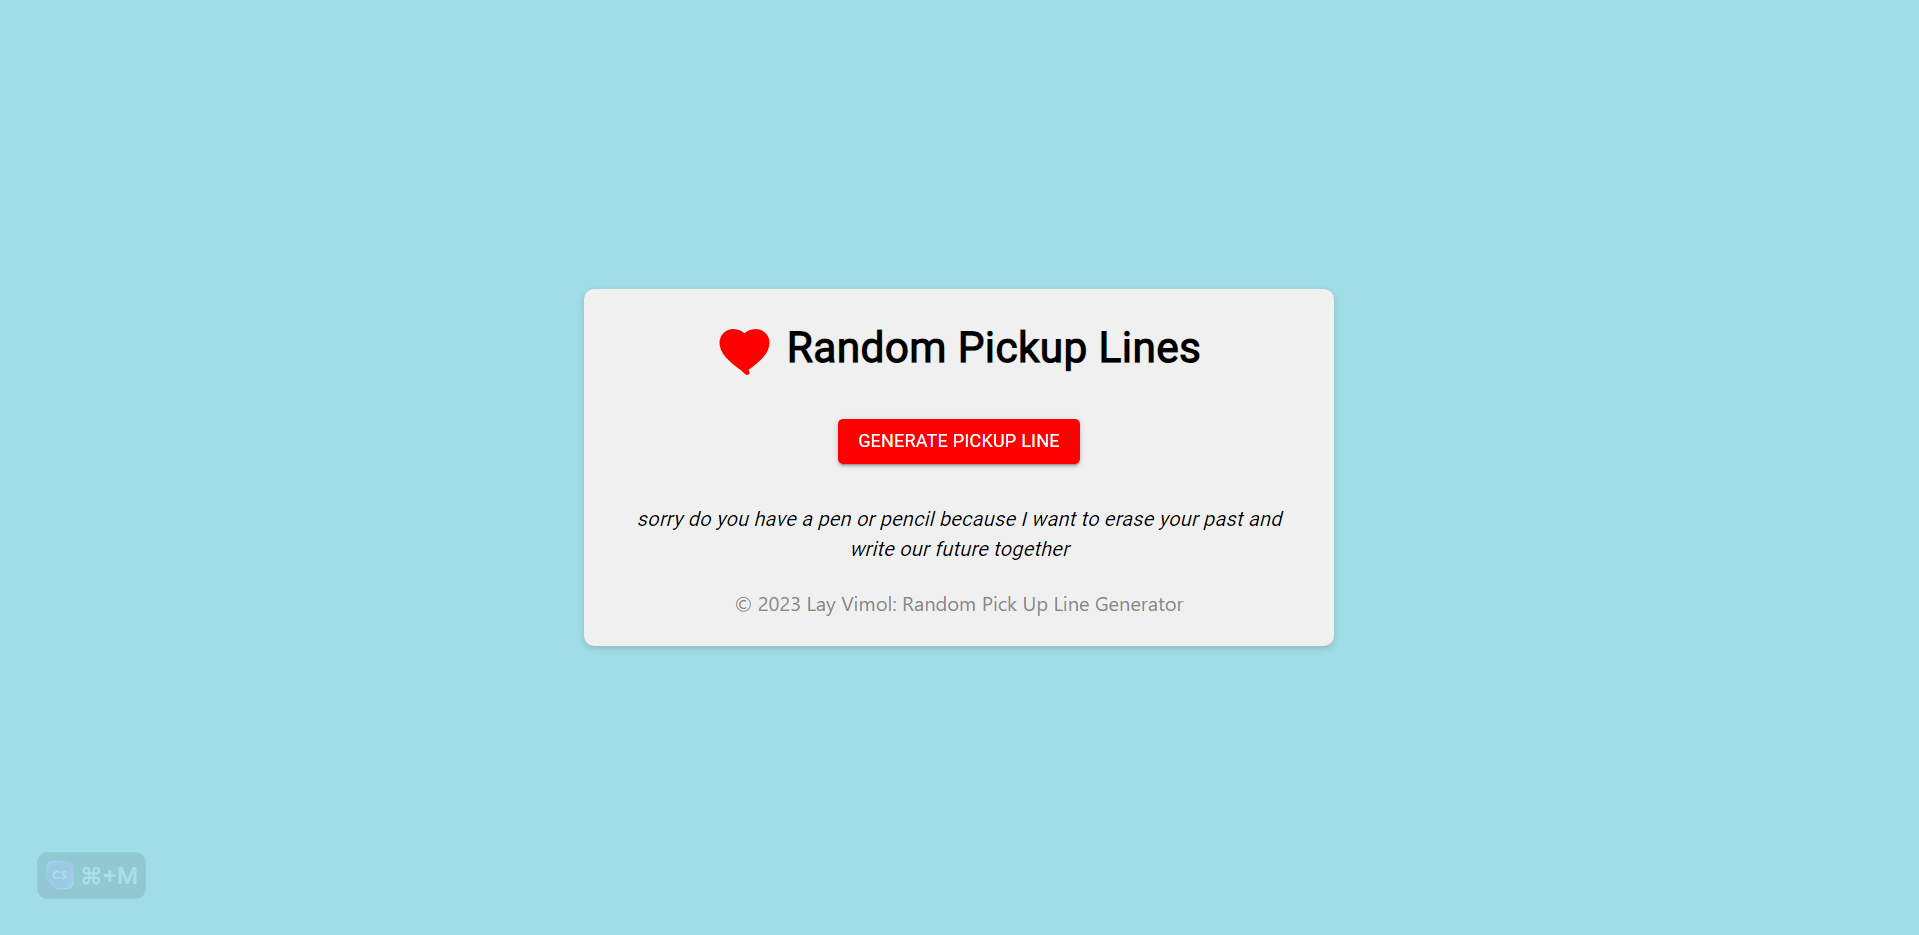 Random Pickup Lines
GENERATE PICKUP LINE
sorry do you have a pen or pencil because I want to erase your past and
write our future together
© 2023 Lay Vimol: Random Pick Up Line Generator
CS ⌘+M